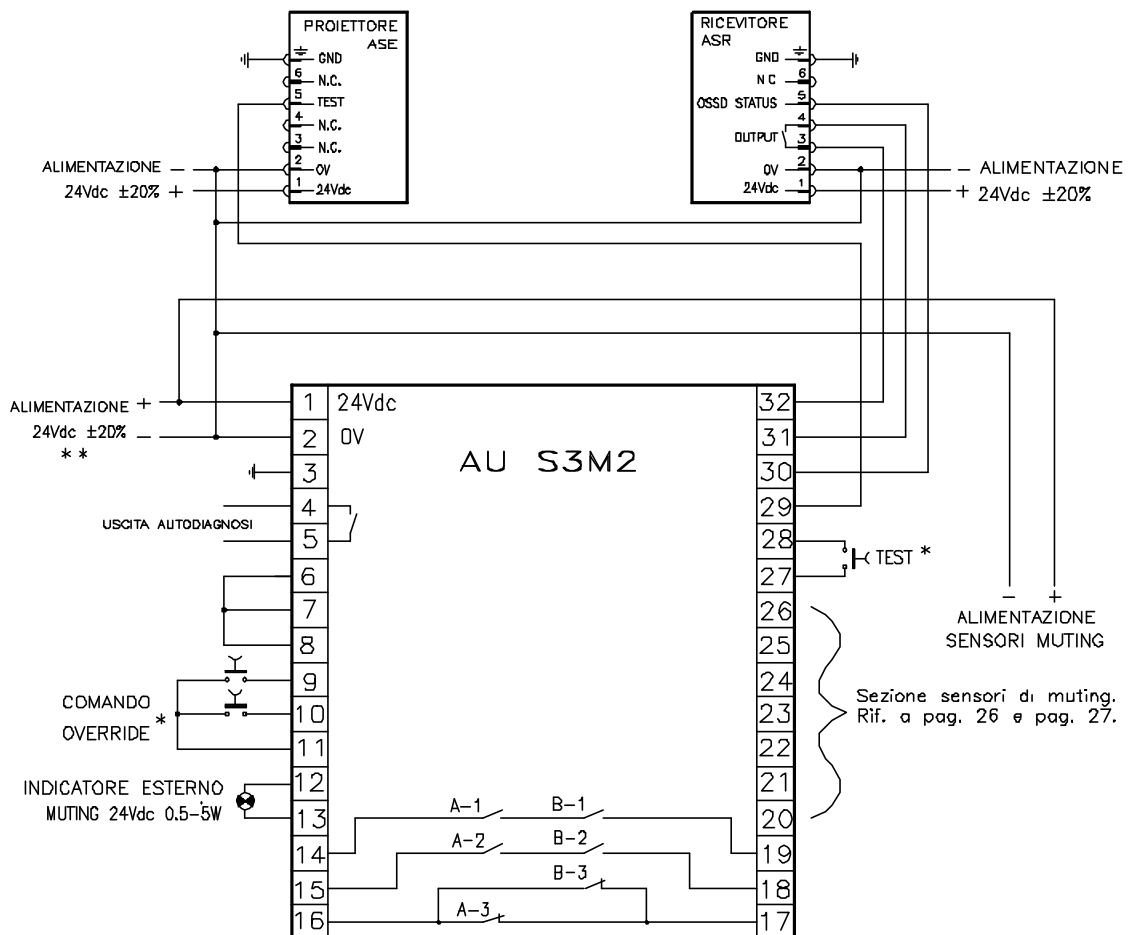 PROIETTORE
ASE
GND
6 N.C.
5 TEST
4 N.C.
3 N.C.
2 0V
1 24Vdc
RICEVITORE
ASR
GND
N C 6
OSSD STATUS 5
4
OUTPUT 3
0V 2
24Vdc 1
ALIMENTAZIONE −
24Vdc ±20% +
− ALIMENTAZIONE
+ 24Vdc ±20%
ALIMENTAZIONE +
24Vdc ±20% −
* *
USCITA AUTODIAGNOSI
COMANDO
OVERRIDE *
INDICATORE ESTERNO
MUTING 24Vdc 0.5-5W
AU S3M2
1 24Vdc
2 0V
3
4
5
6
7
8
9
10
11
12
13
14
15
16
32
31
30
29
28
27
26
25
24
23
22
21
20
19
18
17
A-1 B-1
A-2 B-2
B-3
A-3
TEST *
− +
ALIMENTAZIONE
SENSORI MUTING
Sezione sensori di muting.
Rif. a pag. 26 e pag. 27.